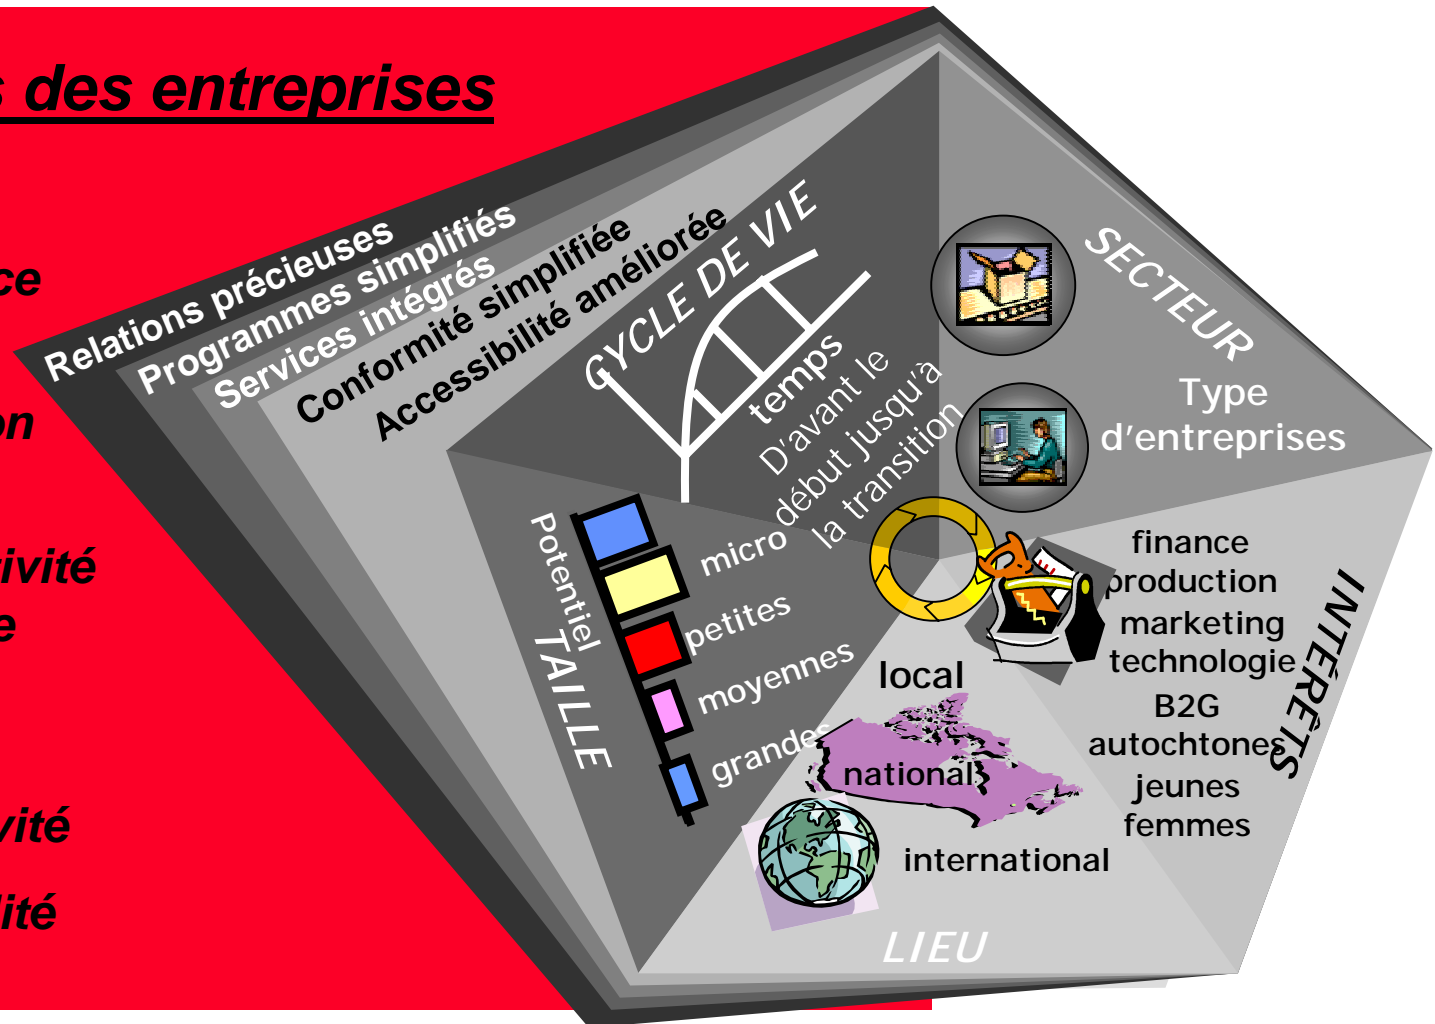 s des entreprises
ce
on
ivité
e
vité
lité
Relations précieuses
Programmes simplifiés
Services intégrés
Conformité simplifiée
Accessibilité améliorée
CYCLE DE VIE
temps
D'avant le
début jusqu'à
la transition
SECTEUR
Type
d'entreprises
Potentiel
TAILLE
micro
petites
moyennes
grandes
INTÉRÊTS
finance
production
marketing
technologie
B2G
autochtones
jeunes
femmes
local
national
international
LIEU